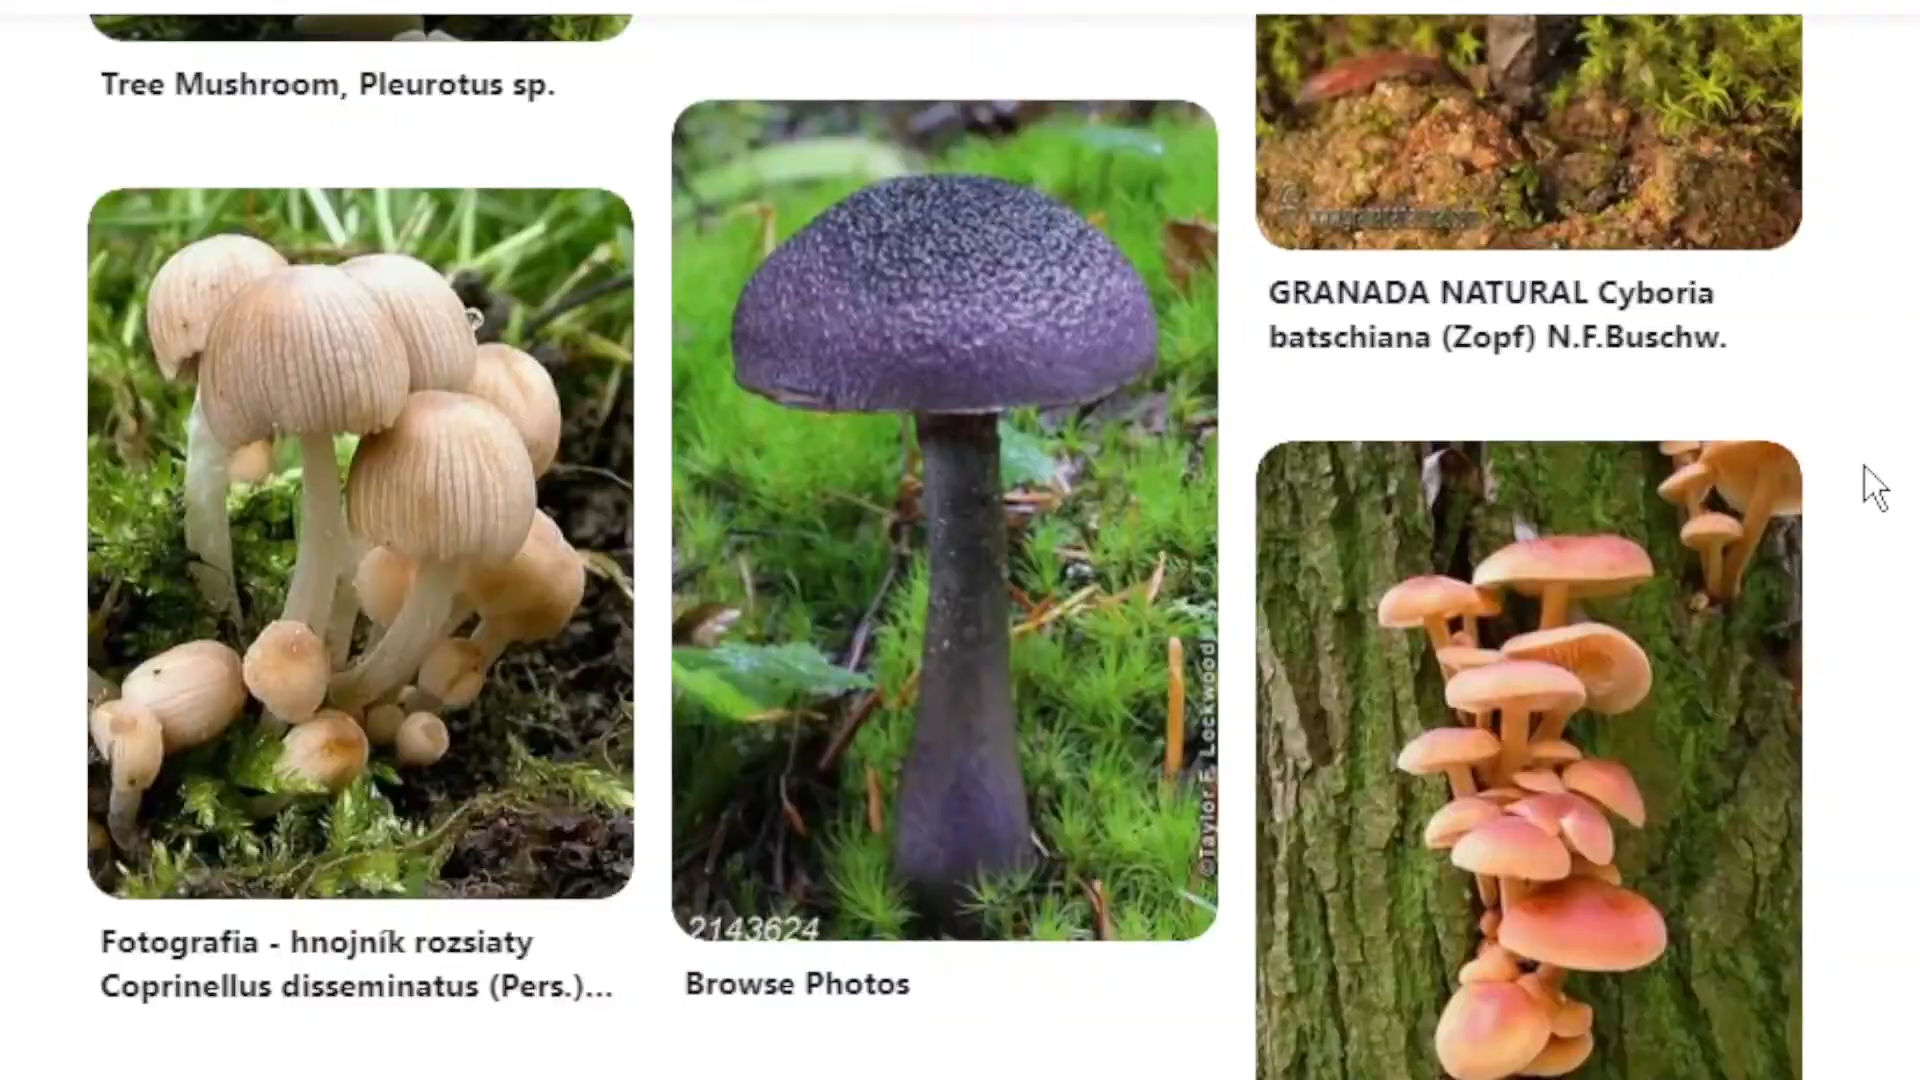 Tree Mushroom, Pleurotus sp.
Fotografia - hnojník rozsiaty
Coprinellus disseminatus (Pers.)...
©Taylor F. Lockwood
2143624
Browse Photos
GRANADA NATURAL Cyboria
batschiana (Zopf) N.F.Buschw.